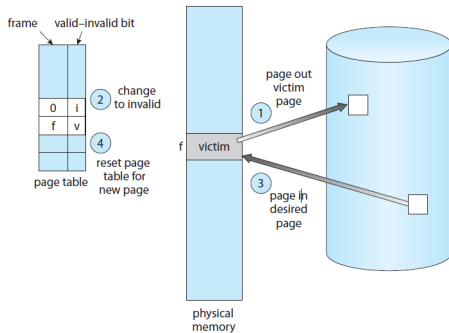 frame
valid–invalid bit
0 i
f v
page table
2
change
to invalid
4
reset page
table for
new page
f
victim
physical
memory
page out
victim
page
1
3
page in
desired
page